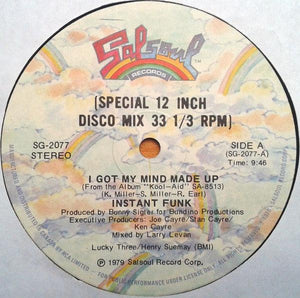 Salsoul
RECORDS
(SPECIAL 12 INCH
DISCO MIX 33 1/3 RPM)
SG-2077
STEREO
SIDE A
(SG-2077-A)
Time: 9:46
I GOT MY MIND MADE UP
(From the Album "Kool-Aid" SA-8513)
(K. Miller-S. Miller-R. Earl)
INSTANT FUNK
Produced by Bunny Sigler for Bundino Productions
Executive Producers: Joe Cayre/Stan Cayre/
Ken Cayre
Mixed by Larry Levan
Lucky Three/Henry Suemay (BMI)
℗ 1979 Salsoul Record Corp.